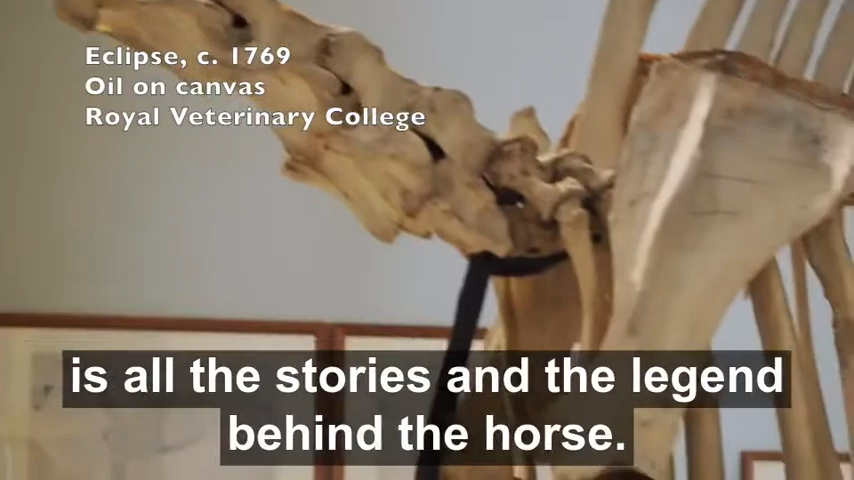 Eclipse, c. 1769
Oil on canvas
Royal Veterinary College
is all the stories and the legend
behind the horse.